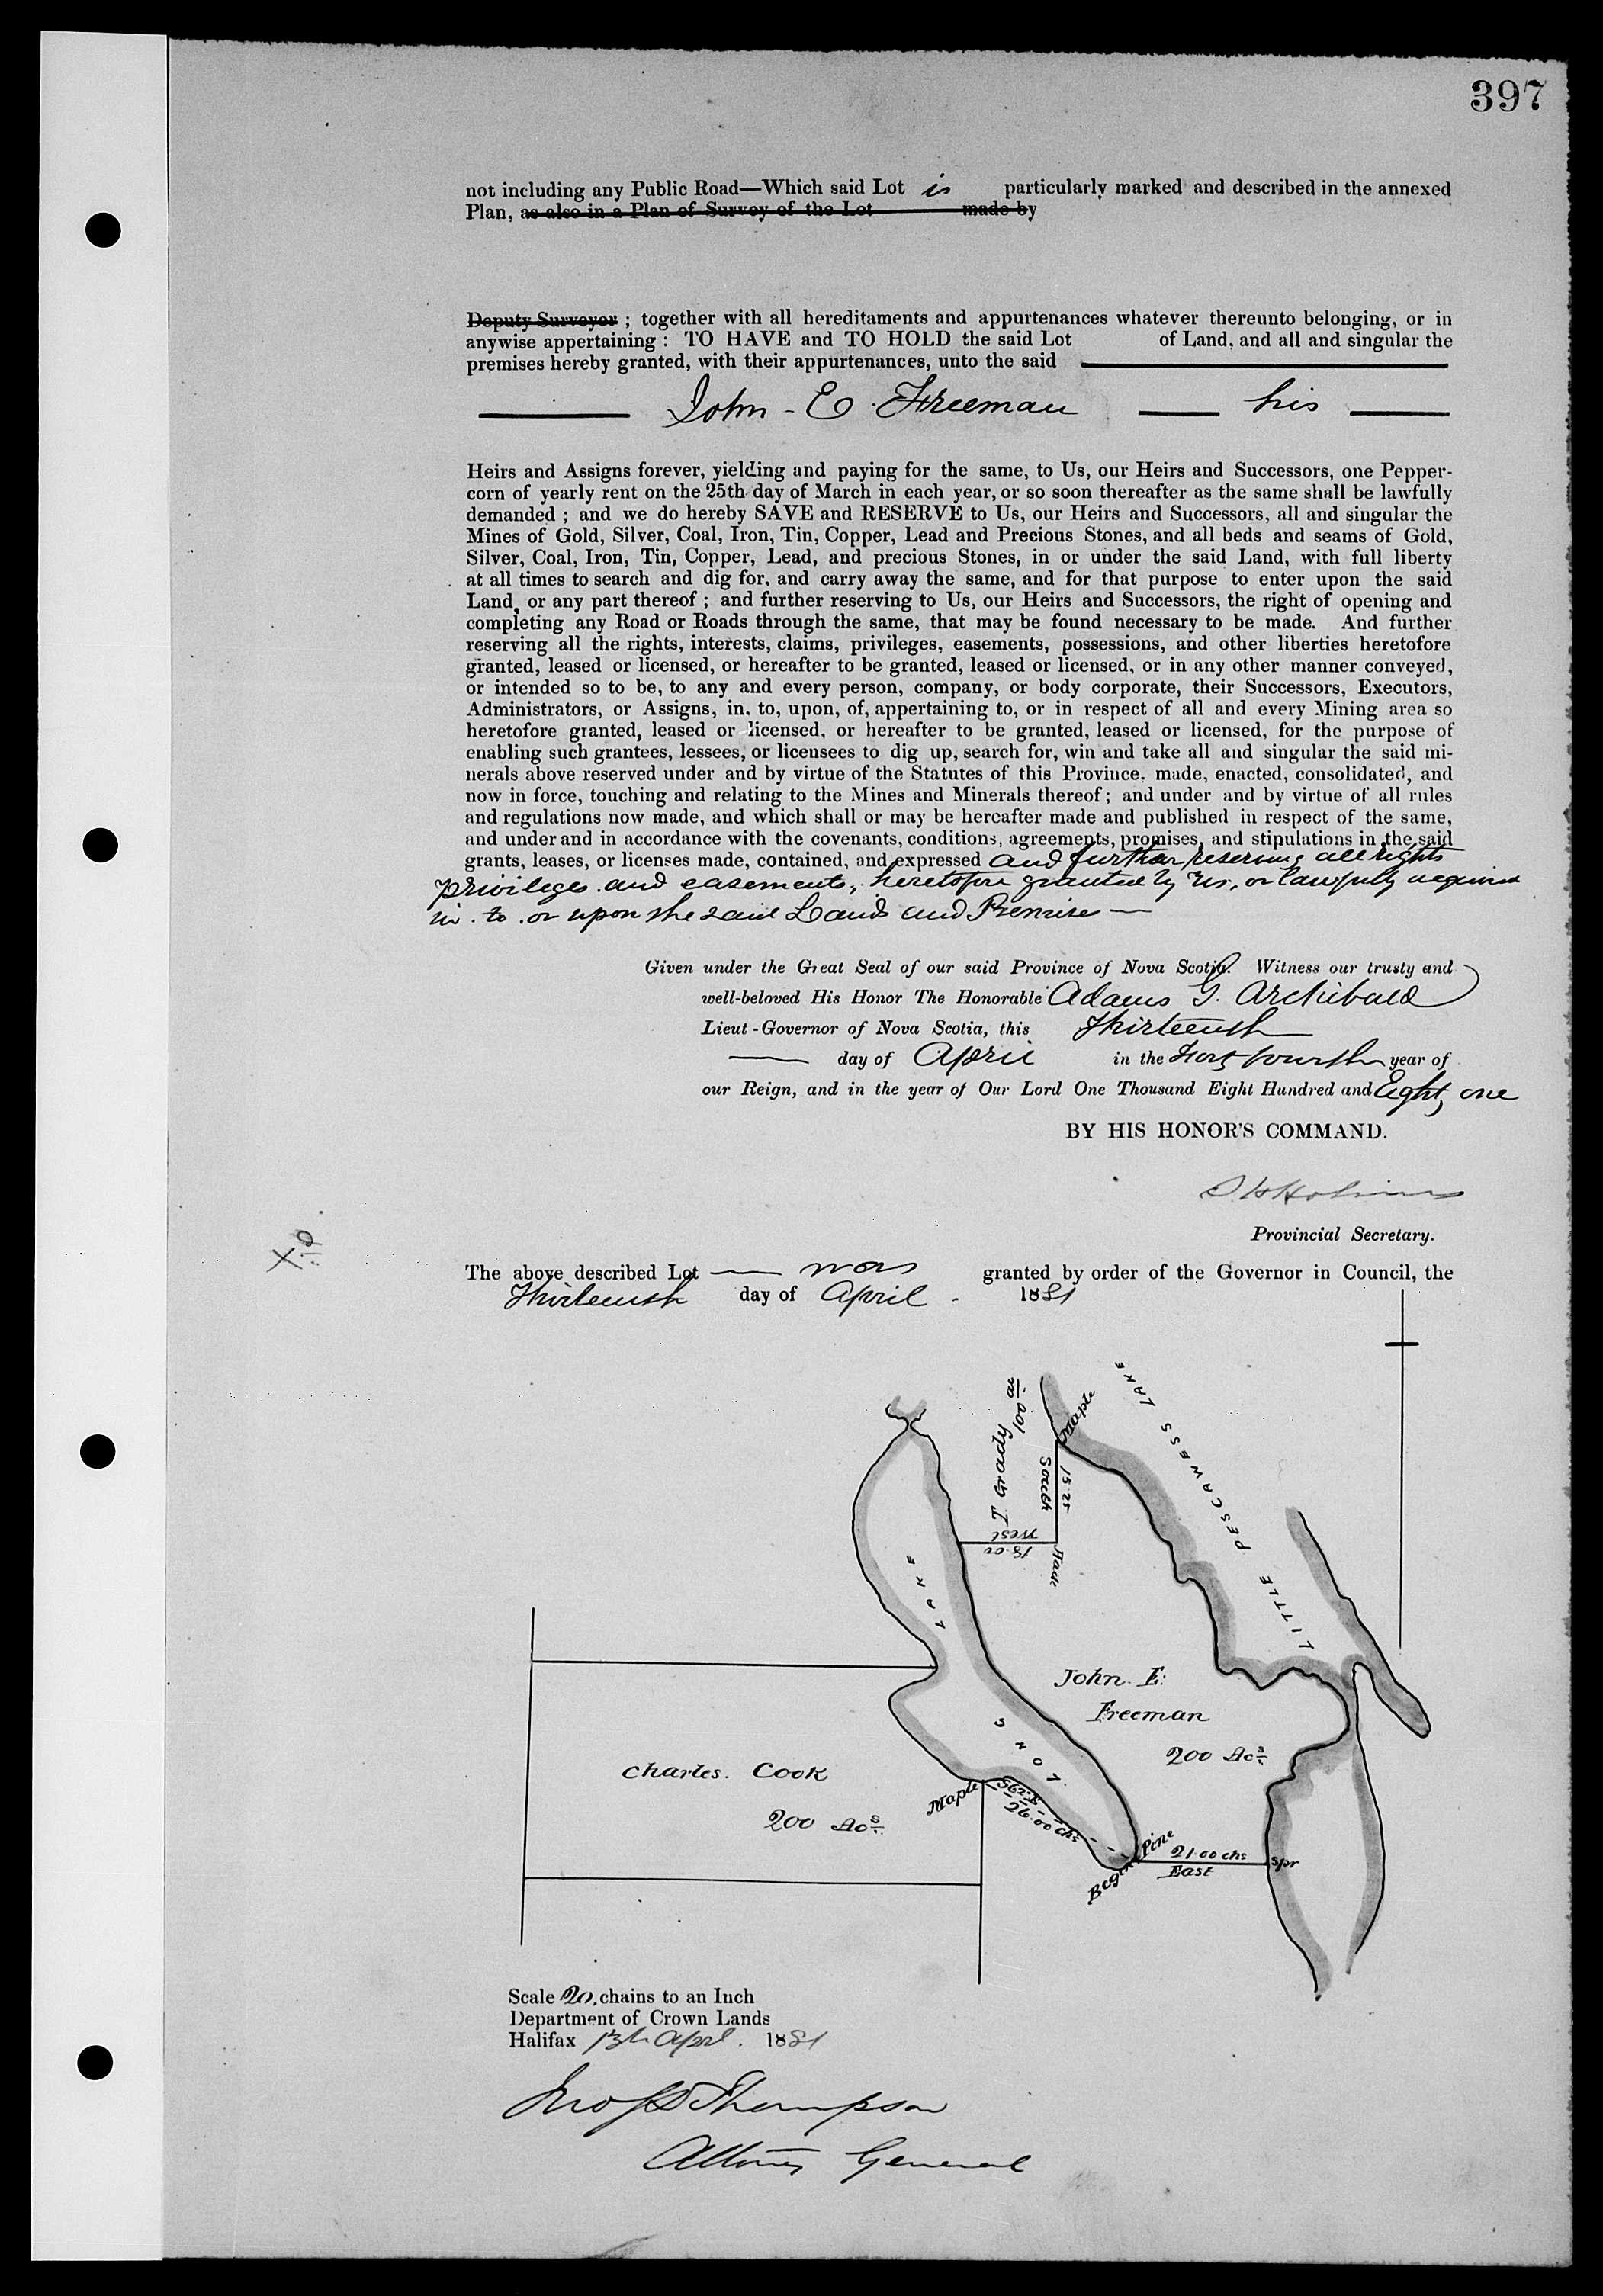 397
not including any Public Road—Which said Lot is particularly marked and described in the annexed
Plan, as also in a Plan of Survey of the Lot made by
Deputy Surveyor ; together with all hereditaments and appurtenances whatever thereunto belonging, or in
anywise appertaining : TO HAVE and TO HOLD the said Lot of Land, and all and singular the
premises hereby granted, with their appurtenances, unto the said
John - E. Freeman his
Heirs and Assigns forever, yielding and paying for the same, to Us, our Heirs and Successors, one Pepper-
corn of yearly rent on the 25th day of March in each year, or so soon thereafter as the same shall be lawfully
demanded ; and we do hereby SAVE and RESERVE to Us, our Heirs and Successors, all and singular the
Mines of Gold, Silver, Coal, Iron, Tin, Copper, Lead and Precious Stones, and all beds and seams of Gold,
Silver, Coal, Iron, Tin, Copper, Lead, and precious Stones, in or under the said Land, with full liberty
at all times to search and dig for, and carry away the same, and for that purpose to enter upon the said
Land, or any part thereof ; and further reserving to Us, our Heirs and Successors, the right of opening and
completing any Road or Roads through the same, that may be found necessary to be made. And further
reserving all the rights, interests, claims, privileges, easements, possessions, and other liberties heretofore
granted, leased or licensed, or hereafter to be granted, leased or licensed, or in any other manner conveyed,
or intended so to be, to any and every person, company, or body corporate, their Successors, Executors,
Administrators, or Assigns, in, to, upon, of, appertaining to, or in respect of all and every Mining area so
heretofore granted, leased or licensed, or hereafter to be granted, leased or licensed, for the purpose of
enabling such grantees, lessees, or licensees to dig up, search for, win and take all and singular the said mi-
nerals above reserved under and by virtue of the Statutes of this Province, made, enacted, consolidated, and
now in force, touching and relating to the Mines and Minerals thereof ; and under and by virtue of all rules
and regulations now made, and which shall or may be hereafter made and published in respect of the same,
and under and in accordance with the covenants, conditions, agreements, promises, and stipulations in the said
grants, leases, or licenses made, contained, and expressed and further reserving all rights
privileges and easements, heretofore granted by Us, or lawfully acquired
in . to . or upon the said Lands and Premises —
Given under the Great Seal of our said Province of Nova Scotia. Witness our trusty and
well-beloved His Honor The Honorable Adams G. Archibald
Lieut-Governor of Nova Scotia, this Thirteenth
day of April in the Forty fourth year of
our Reign, and in the year of Our Lord One Thousand Eight Hundred and Eighty one
BY HIS HONOR'S COMMAND.
S H Holmes
Provincial Secretary.
The above described Lot — was granted by order of the Governor in Council, the
Thirteenth day of April . 1881
LITTLE PESCAWESS LAKE
Maple
T. Grady 100 ac
South 15.25
West 18.00
LONG LAKE
John. E:
Freeman
200 Acs.
Charles. Cook
200 Acs.
Maple
S62E
26.00 chs
Begin Pine
21.00 chs
East
Spr
Scale 20. chains to an Inch
Department of Crown Lands
Halifax 13th April . 1881
Jno S D Thompson
Attorney General